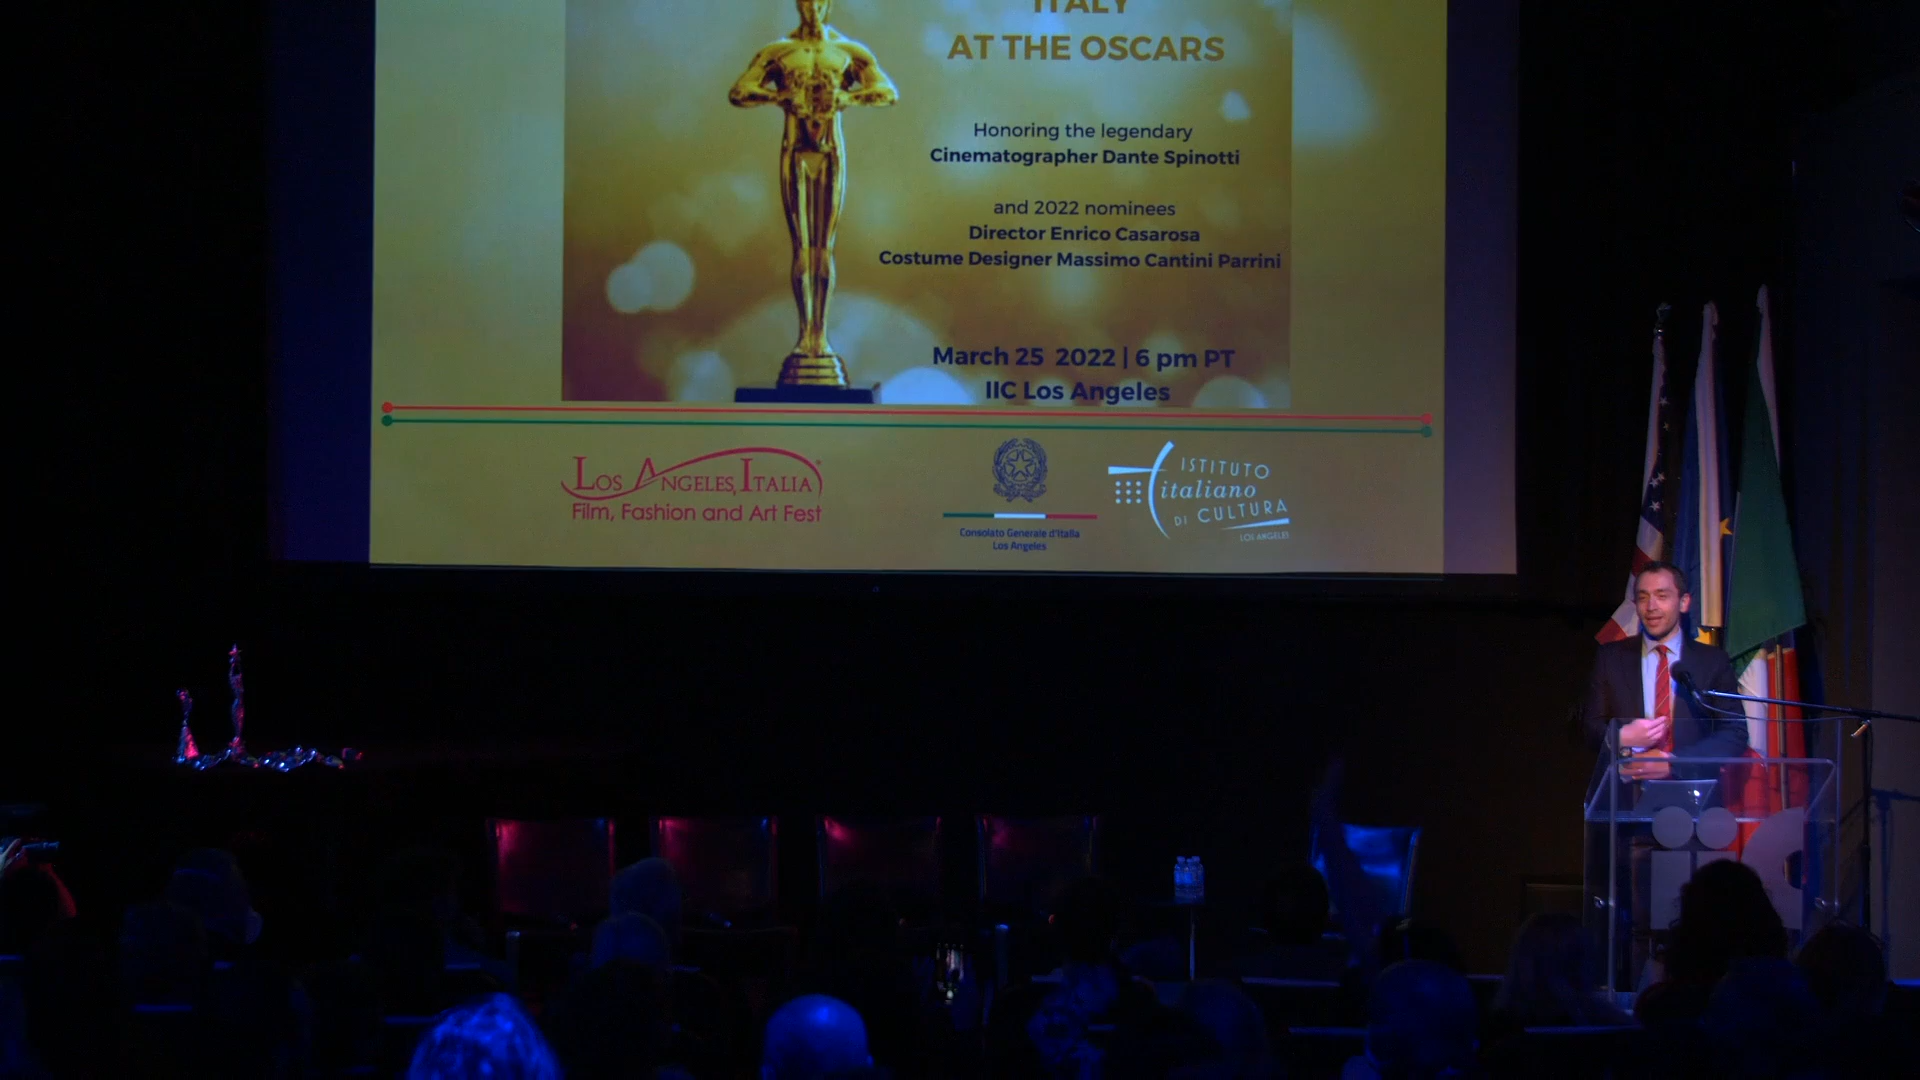 ITALY
AT THE OSCARS
Honoring the legendary
Cinematographer Dante Spinotti
and 2022 nominees
Director Enrico Casarosa
Costume Designer Massimo Cantini Parrini
March 25 2022 | 6 pm PT
IIC Los Angeles
LOS ANGELES, ITALIA
Film, Fashion and Art Fest
Consolato Generale d'Italia
Los Angeles
ISTITUTO
italiano
DI CULTURA
LOS ANGELES